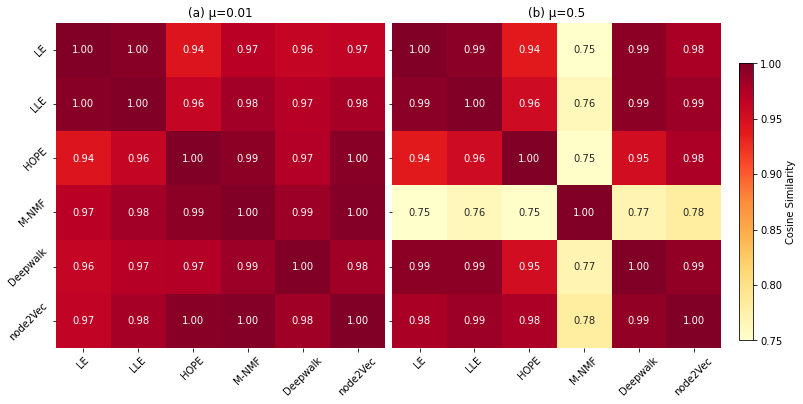 (a) μ=0.01
(b) μ=0.5
LE 1.00 1.00 0.94 0.97 0.96 0.97
LLE 1.00 1.00 0.96 0.98 0.97 0.98
HOPE 0.94 0.96 1.00 0.99 0.97 1.00
M-NMF 0.97 0.98 0.99 1.00 0.99 1.00
Deepwalk 0.96 0.97 0.97 0.99 1.00 0.98
node2Vec 0.97 0.98 1.00 1.00 0.98 1.00
LE LLE HOPE M-NMF Deepwalk node2Vec
1.00 0.99 0.94 0.75 0.99 0.98
0.99 1.00 0.96 0.76 0.99 0.99
0.94 0.96 1.00 0.75 0.95 0.98
0.75 0.76 0.75 1.00 0.77 0.78
0.99 0.99 0.95 0.77 1.00 0.99
0.98 0.99 0.98 0.78 0.99 1.00
LE LLE HOPE M-NMF Deepwalk node2Vec
1.00
0.95
0.90
0.85
0.80
0.75
Cosine Similarity